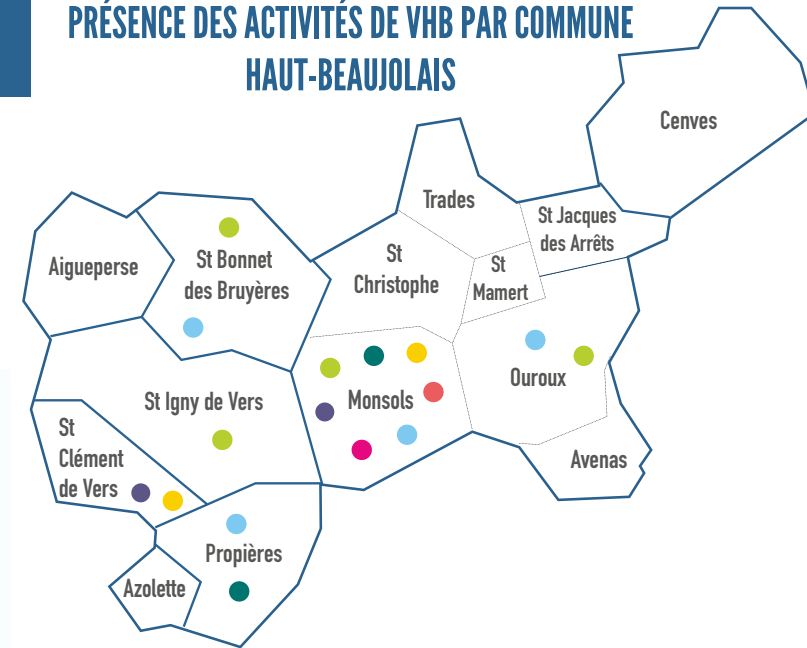 PRÉSENCE DES ACTIVITÉS DE VHB PAR COMMUNE
HAUT-BEAUJOLAIS
Cenves
Trades
St Jacques
des Arrêts
Aigueperse
St Bonnet
des Bruyères
St
Christophe
St
Mamert
Ouroux
St Igny de Vers
Monsols
St
Clément
de Vers
Avenas
Propières
Azolette